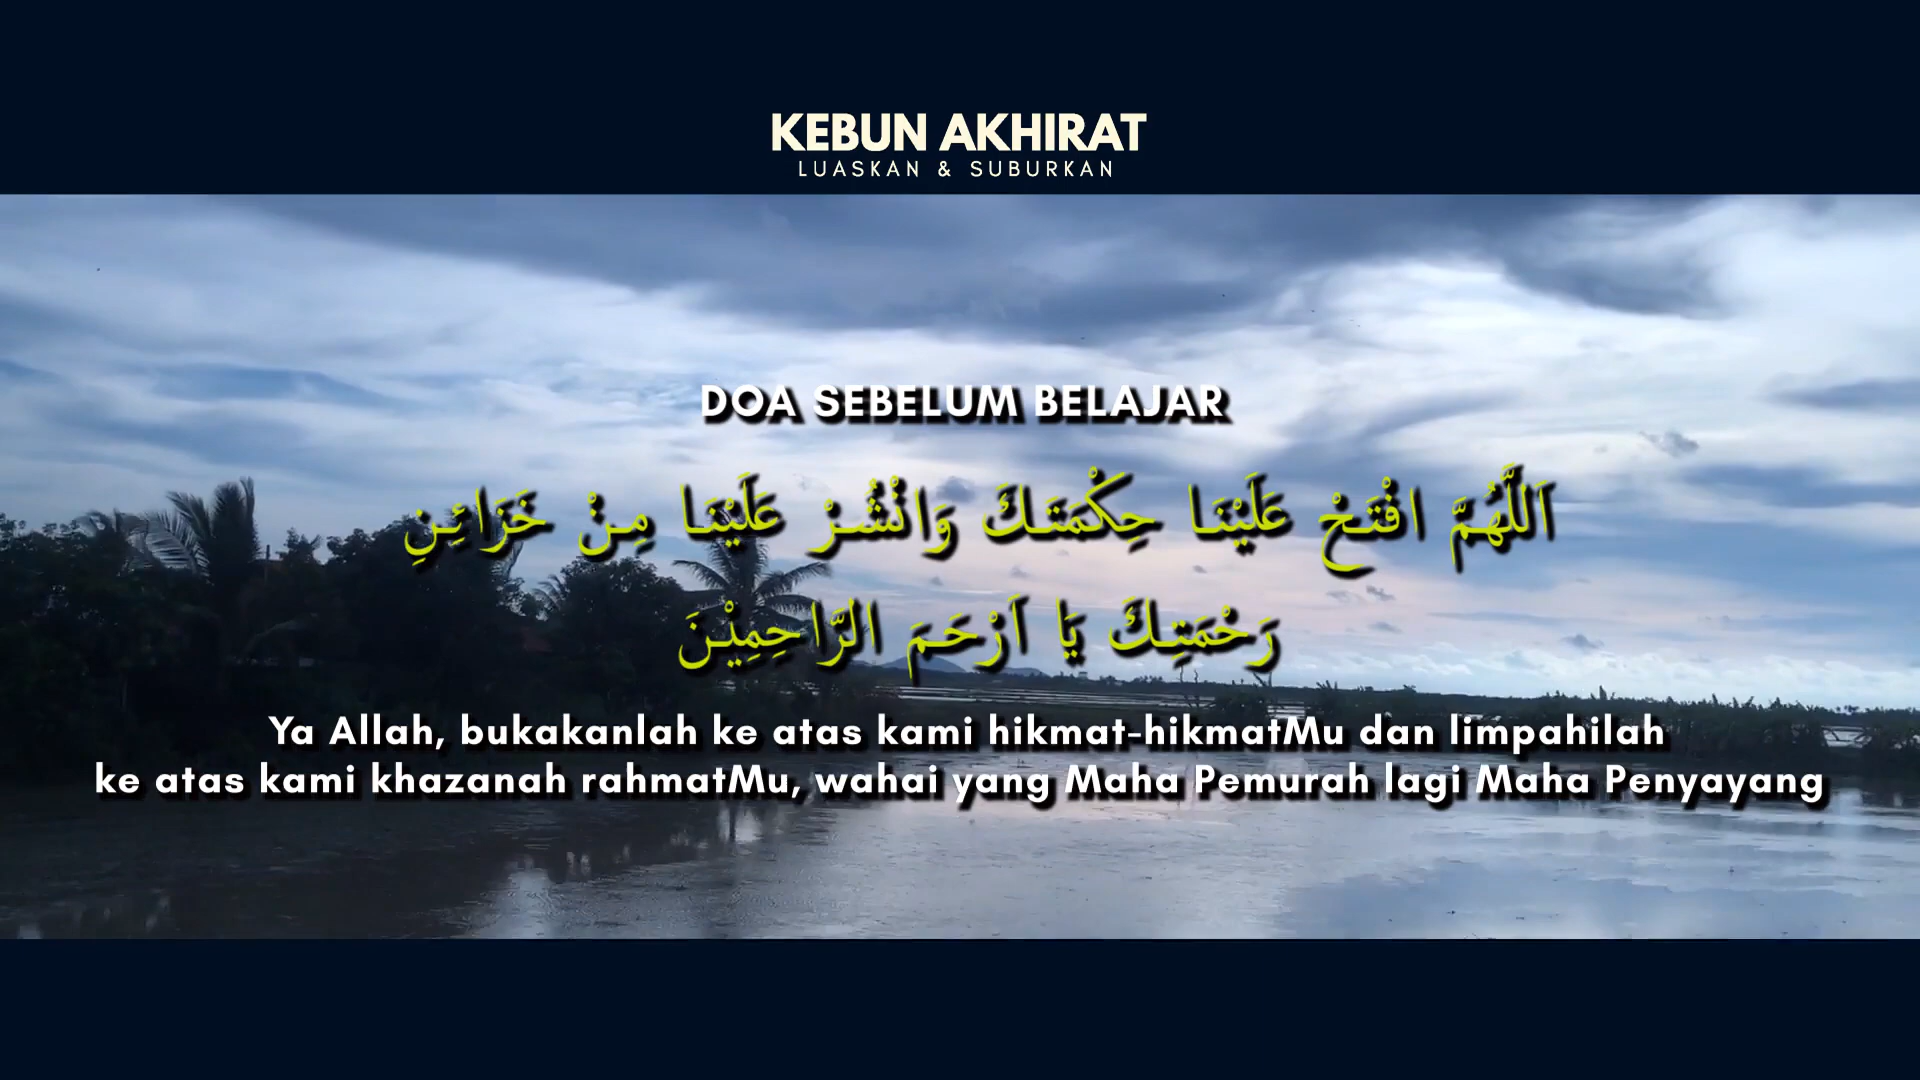 KEBUN AKHIRAT
LUASKAN & SUBURKAN
DOA SEBELUM BELAJAR
اَللَّهُمَّ افْتَحْ عَلَيْنَا حِكْمَتَكَ وَانْشُرْ عَلَيْنَا مِنْ خَزَائِنِ
رَحْمَتِكَ يَا اَرْحَمَ الرَّاحِمِيْنَ
Ya Allah, bukakanlah ke atas kami hikmat-hikmatMu dan limpahilah
ke atas kami khazanah rahmatMu, wahai yang Maha Pemurah lagi Maha Penyayang